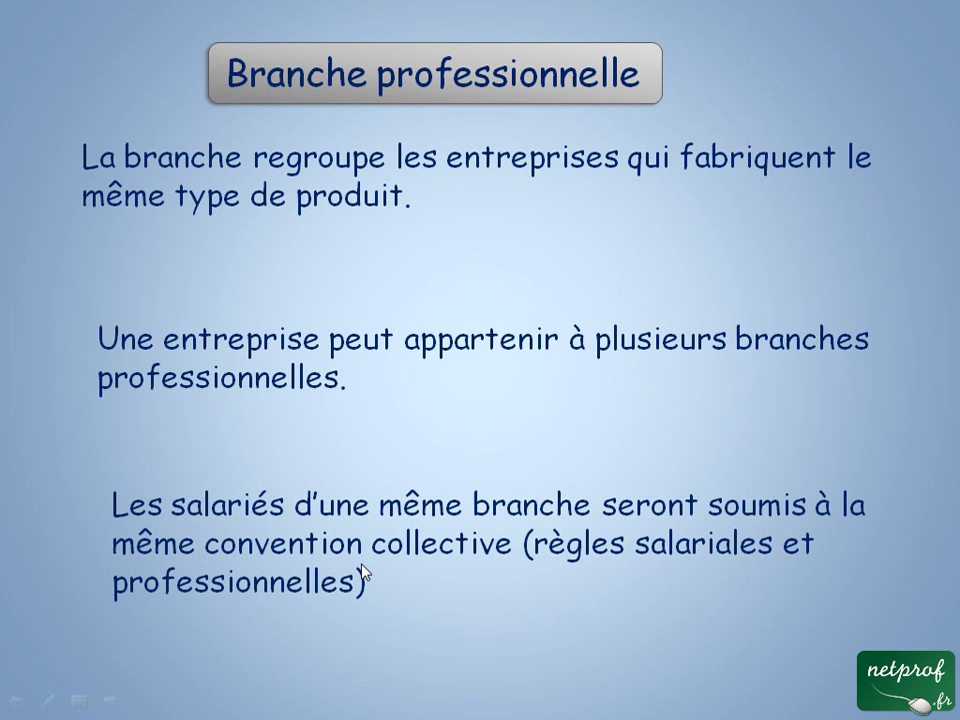 Branche professionnelle
La branche regroupe les entreprises qui fabriquent le
même type de produit.
Une entreprise peut appartenir à plusieurs branches
professionnelles.
Les salariés d’une même branche seront soumis à la
même convention collective (règles salariales et
professionnelles)
netprof
.fr